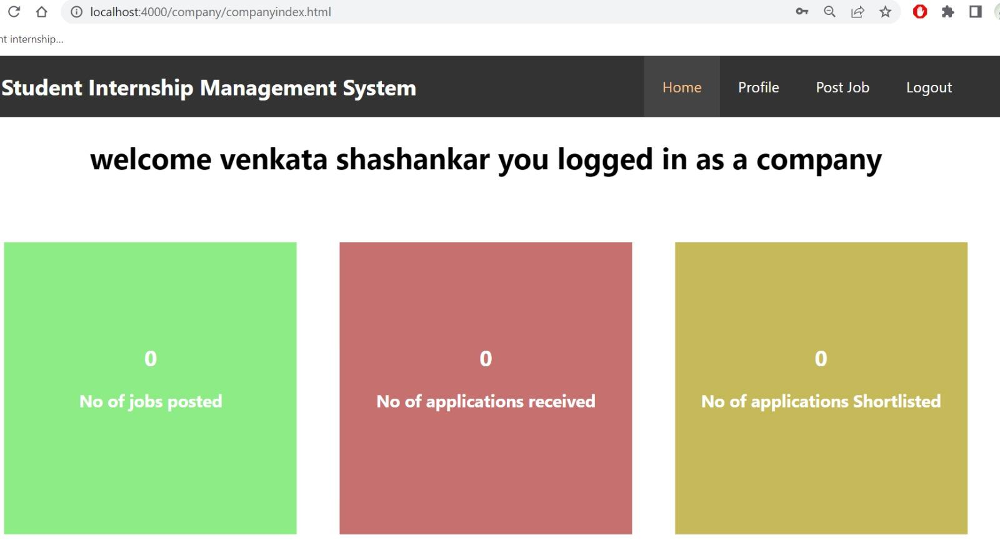 localhost:4000/company/companyindex.html
nt internship...
Student Internship Management System
Home
Profile
Post Job
Logout
welcome venkata shashankar you logged in as a company
0
No of jobs posted
0
No of applications received
0
No of applications Shortlisted